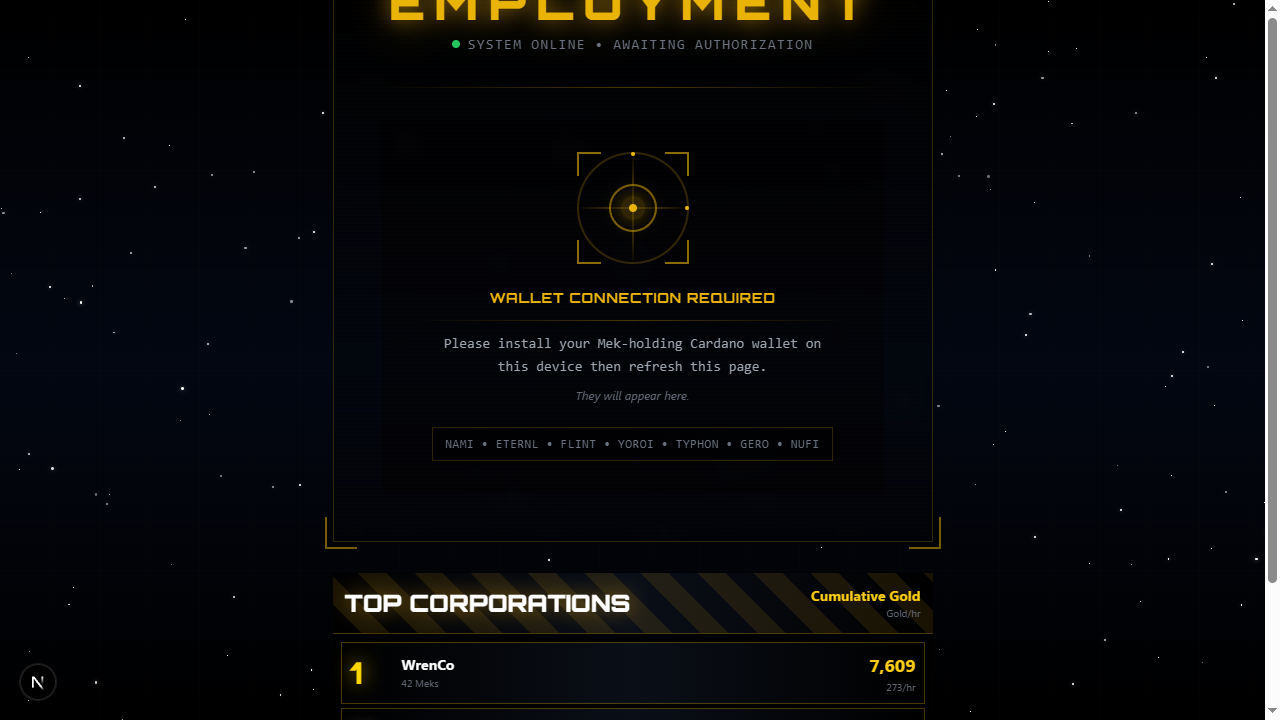 EMPLOYMENT
SYSTEM ONLINE • AWAITING AUTHORIZATION
WALLET CONNECTION REQUIRED
Please install your Mek-holding Cardano wallet on
this device then refresh this page.
They will appear here.
NAMI • ETERNL • FLINT • YOROI • TYPHON • GERO • NUFI
TOP CORPORATIONS
Cumulative Gold
Gold/hr
1
WrenCo
42 Meks
7,609
273/hr
N